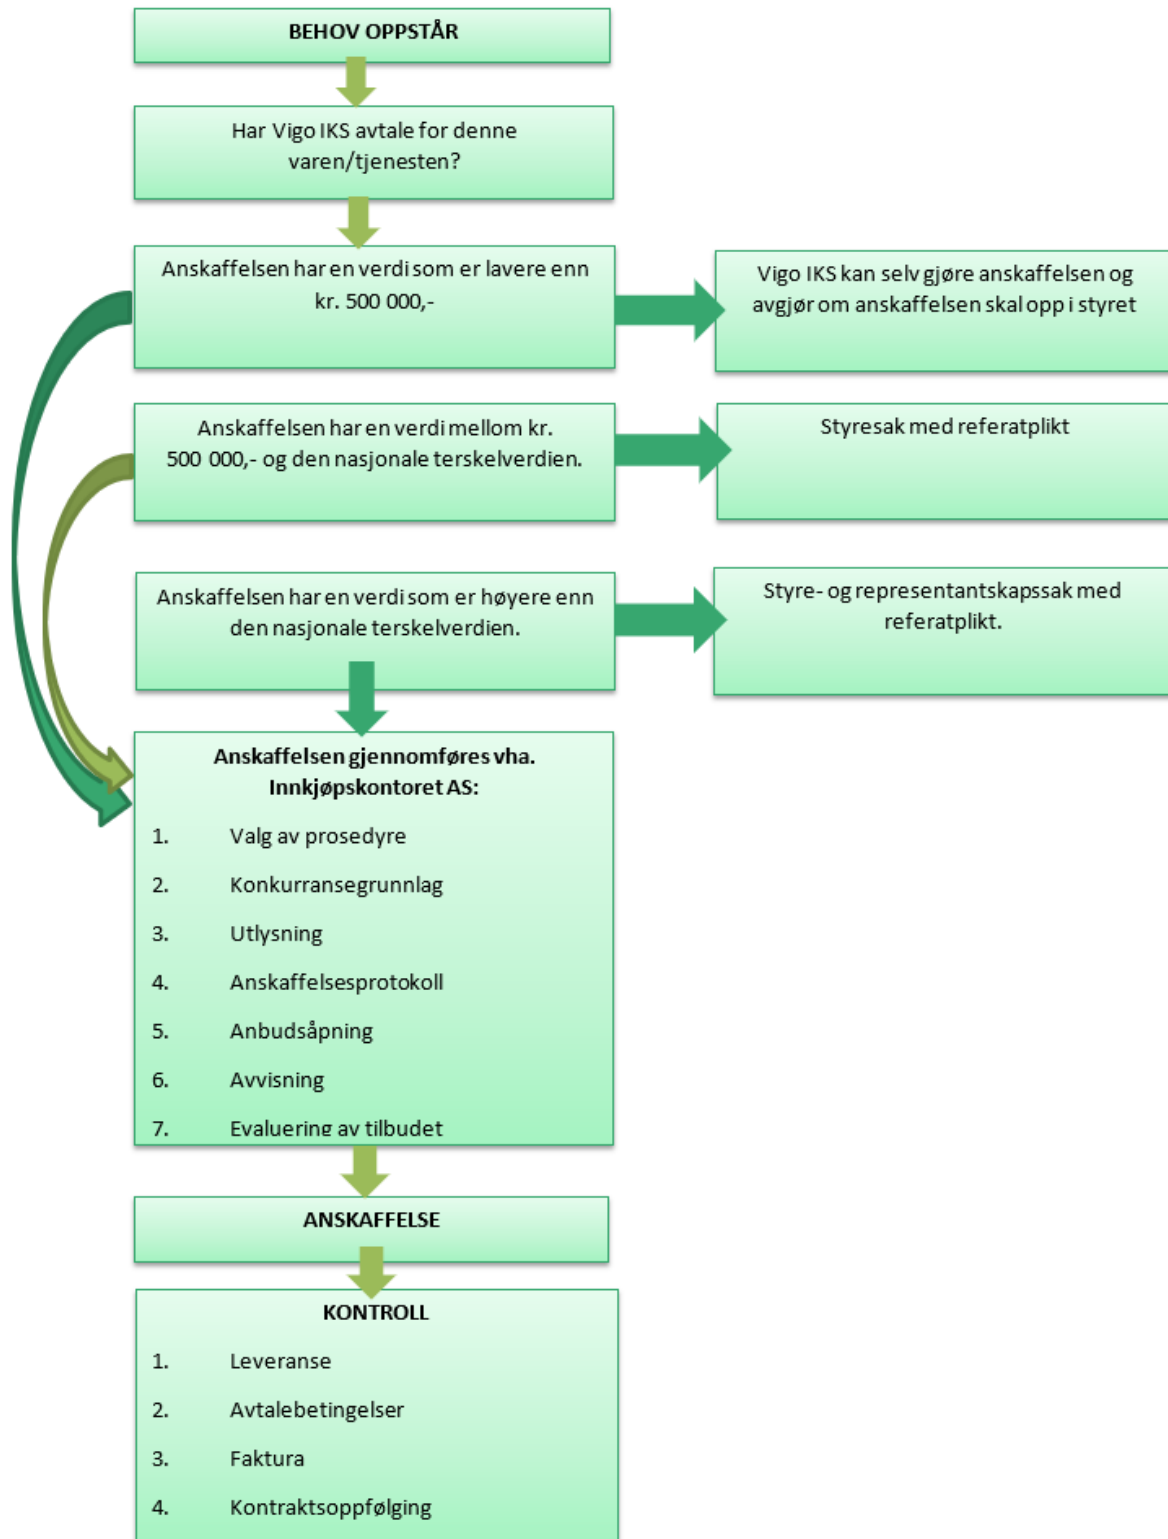 BEHOV OPPSTÅR
Har Vigo IKS avtale for denne
varen/tjenesten?
Anskaffelsen har en verdi som er lavere enn
kr. 500 000,-
Vigo IKS kan selv gjøre anskaffelsen og
avgjør om anskaffelsen skal opp i styret
Anskaffelsen har en verdi mellom kr.
500 000,- og den nasjonale terskelverdien.
Styresak med referatplikt
Anskaffelsen har en verdi som er høyere enn
den nasjonale terskelverdien.
Styre- og representantskapssak med
referatplikt.
Anskaffelsen gjennomføres vha.
Innkjøpskontoret AS:
1. Valg av prosedyre
2. Konkurransegrunnlag
3. Utlysning
4. Anskaffelsesprotokoll
5. Anbudsåpning
6. Avvisning
7. Evaluering av tilbudet
ANSKAFFELSE
KONTROLL
1. Leveranse
2. Avtalebetingelser
3. Faktura
4. Kontraktsoppfølging